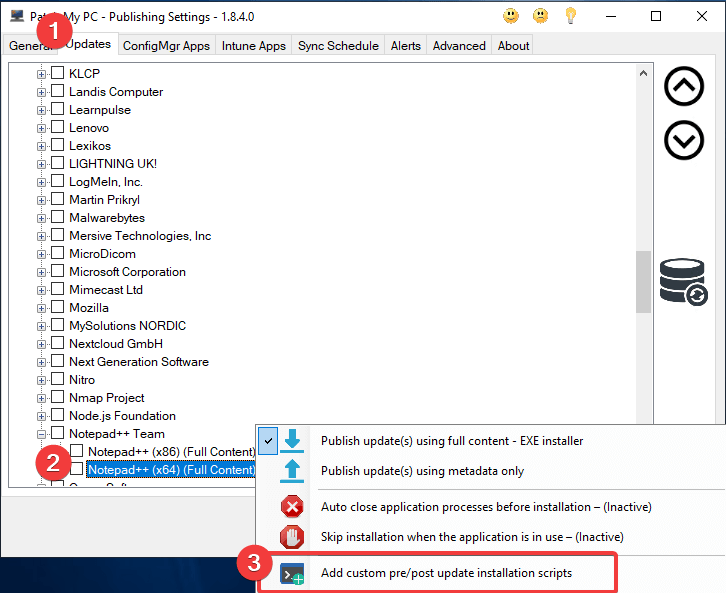 Patch My PC - Publishing Settings - 1.8.4.0
1
General Updates ConfigMgr Apps Intune Apps Sync Schedule Alerts Advanced About
KLCP
Landis Computer
Learnpulse
Lenovo
Lexikos
LIGHTNING UK!
LogMeIn, Inc.
Martin Prikryl
Malwarebytes
Mersive Technologies, Inc
MicroDicom
Microsoft Corporation
Mimecast Ltd
Mozilla
MySolutions NORDIC
Nextcloud GmbH
Next Generation Software
Nitro
Nmap Project
Node.js Foundation
Notepad++ Team
Notepad++ (x86) (Full Content)
2
Notepad++ (x64) (Full Content)
Publish update(s) using full content - EXE installer
Publish update(s) using metadata only
Auto close application processes before installation – (Inactive)
Skip installation when the application is in use – (Inactive)
3
Add custom pre/post update installation scripts